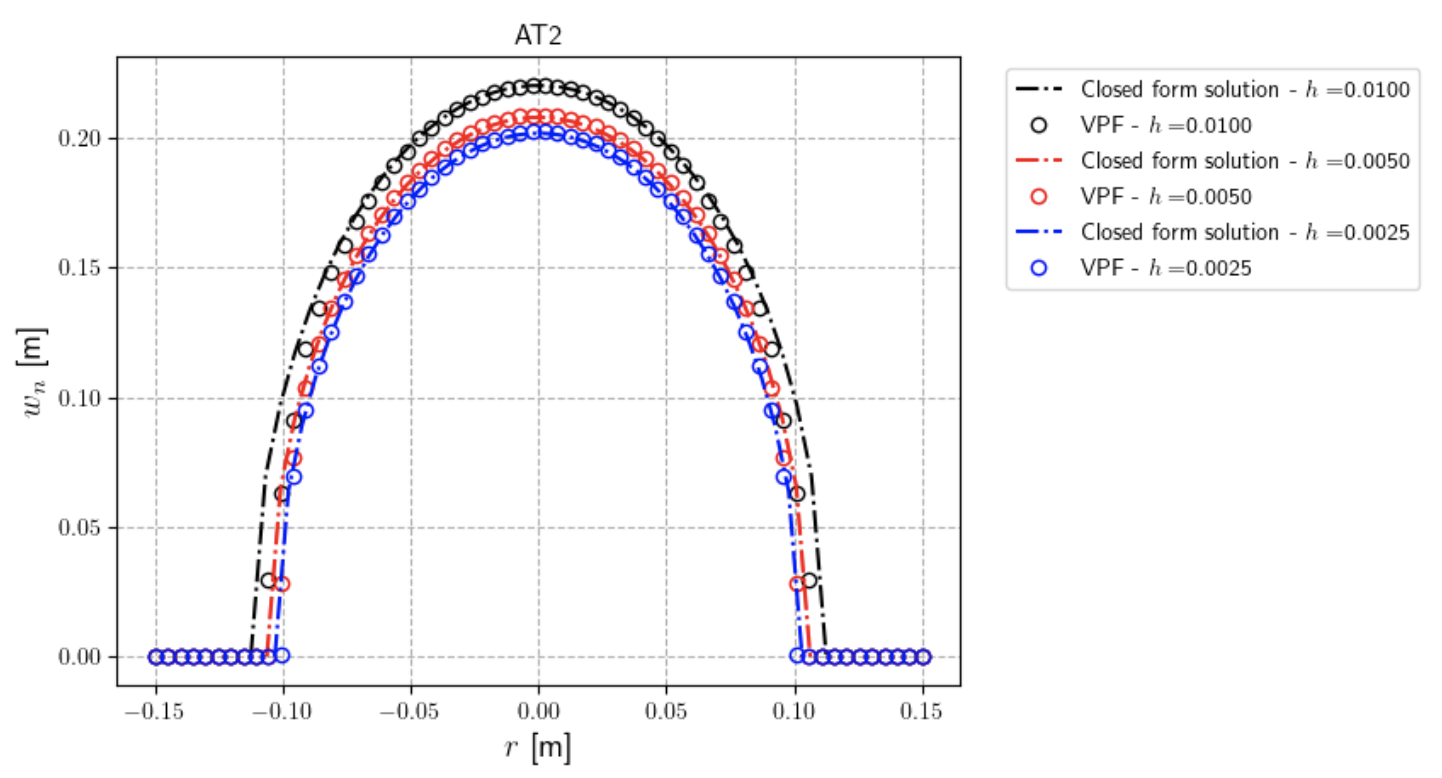 AT2
Closed form solution - h =0.0100
VPF - h =0.0100
Closed form solution - h =0.0050
VPF - h =0.0050
Closed form solution - h =0.0025
VPF - h =0.0025
0.20
0.15
0.10
0.05
0.00
wₙ [m]
−0.15 −0.10 −0.05 0.00 0.05 0.10 0.15
r [m]